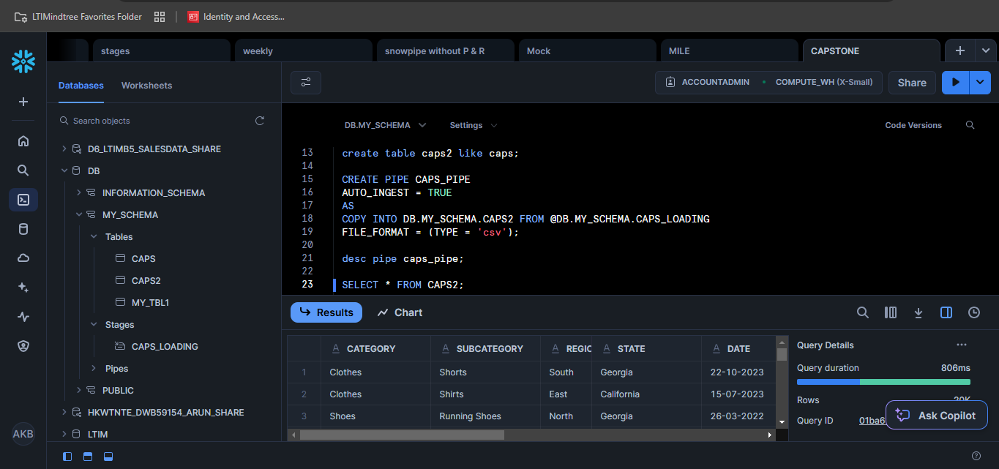 LTIMindtree Favorites Folder
Identity and Access...
stages
weekly
snowpipe without P & R
Mock
MILE
CAPSTONE
Databases
Worksheets
ACCOUNTADMIN
COMPUTE_WH (X-Small)
Share
Search objects
DB.MY_SCHEMA
Settings
Code Versions
D6_LTIMB5_SALESDATA_SHARE
DB
INFORMATION_SCHEMA
MY_SCHEMA
Tables
CAPS
CAPS2
MY_TBL1
Stages
CAPS_LOADING
Pipes
PUBLIC
HKWTNTE_DWB59154_ARUN_SHARE
LTIM
AKB
13 create table caps2 like caps;
14
15 CREATE PIPE CAPS_PIPE
16 AUTO_INGEST = TRUE
17 AS
18 COPY INTO DB.MY_SCHEMA.CAPS2 FROM @DB.MY_SCHEMA.CAPS_LOADING
19 FILE_FORMAT = (TYPE = 'csv');
20
21 desc pipe caps_pipe;
22
23 SELECT * FROM CAPS2;
Results
Chart
A CATEGORY A SUBCATEGORY A REGIC A STATE A DATE
1 Clothes Shorts South Georgia 22-10-2023
2 Clothes Shirts East California 15-07-2023
3 Shoes Running Shoes North Georgia 26-03-2022
Query Details
Query duration 806ms
Rows 20K
Query ID 01ba6
Ask Copilot